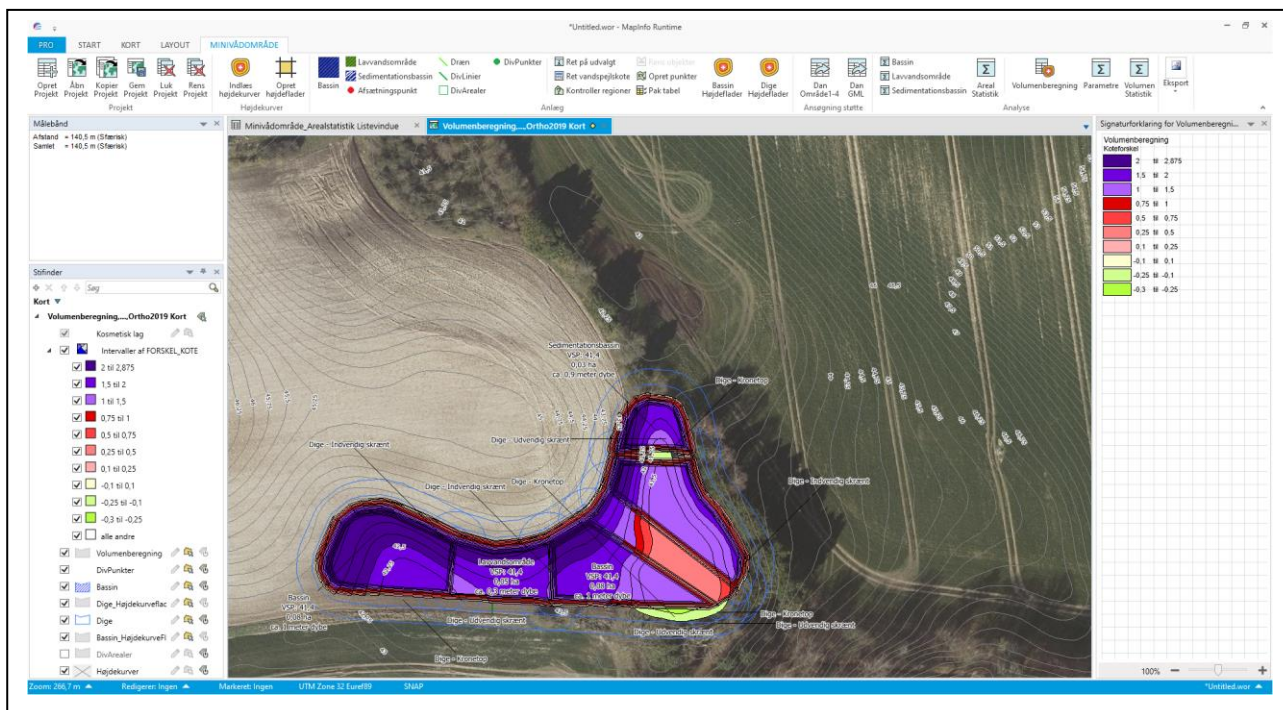 *Untitled.wor - MapInfo Runtime
PRO START KORT LAYOUT MINIVÅDOMRÅDE
Opret Projekt
Åbn Projekt
Kopier Projekt
Gem Projekt
Luk Projekt
Rens Projekt
Projekt
Indlæs højdekurver
Opret højdeflader
Højdekurver
Bassin
Lavvandsområde
Sedimentationsbassin
Afsætningspunkt
Dræn
DivLinier
DivArealer
DivPunkter
Ret på udvalgt
Ret vandspejlskote
Kontroller regioner
Rens objekter
Opret punkter
Pak tabel
Bassin Højdeflader
Dige Højdeflader
Anlæg
Dan Område1-4
Dan GML
Ansøgning støtte
Bassin
Lavvandsområde
Sedimentationsbassin
Areal Statistik
Volumenberegning
Parametre
Volumen Statistik
Analyse
Eksport
Målebånd
Afstand = 140,5 m (Sfærisk)
Samlet = 140,5 m (Sfærisk)
Stifinder
Søg
Kort
Volumenberegning,...,Ortho2019 Kort
Kosmetisk lag
Intervaller af FORSKEL_KOTE
2 til 2,875
1,5 til 2
1 til 1,5
0,75 til 1
0,5 til 0,75
0,25 til 0,5
0,1 til 0,25
-0,1 til 0,1
-0,25 til -0,1
-0,3 til -0,25
alle andre
Volumenberegning
DivPunkter
Bassin
Dige_Højdekurveflac
Dige
Bassin_HøjdekurveFl
DivArealer
Højdekurver
Minivådområde_Arealstatistik Listevindue
Volumenberegning,...,Ortho2019 Kort
Sedimentationsbassin
VSP: 41,4
0,03 ha
ca. 0,9 meter dybe
Dige - Kronetop
Dige - Udvendig skrænt
Dige - Indvendig skrænt
Dige - Indvendig skrænt
Dige - Kronetop
Dige - Indvendig skrænt
Lavvandsområde
VSP: 41,4
0,05 ha
ca. 0,3 meter dybe
Bassin
VSP: 41,4
0,08 ha
ca. 1 meter dybe
Bassin
VSP: 41,4
0,08 ha
ca. 1 meter dybe
Dige - Kronetop
Dige - Udvendig skrænt
Dige - Udvendig skrænt
Dige - Udvendig skrænt
Dige - Kronetop
Signaturforklaring for Volumenberegni...
Volumenberegning
Koteforskel
2 til 2,875
1,5 til 2
1 til 1,5
0,75 til 1
0,5 til 0,75
0,25 til 0,5
0,1 til 0,25
-0,1 til 0,1
-0,25 til -0,1
-0,3 til -0,25
100%
Zoom: 266,7 m Redigerer: Ingen Markeret: Ingen UTM Zone 32 Euref89 SNAP *Untitled.wor